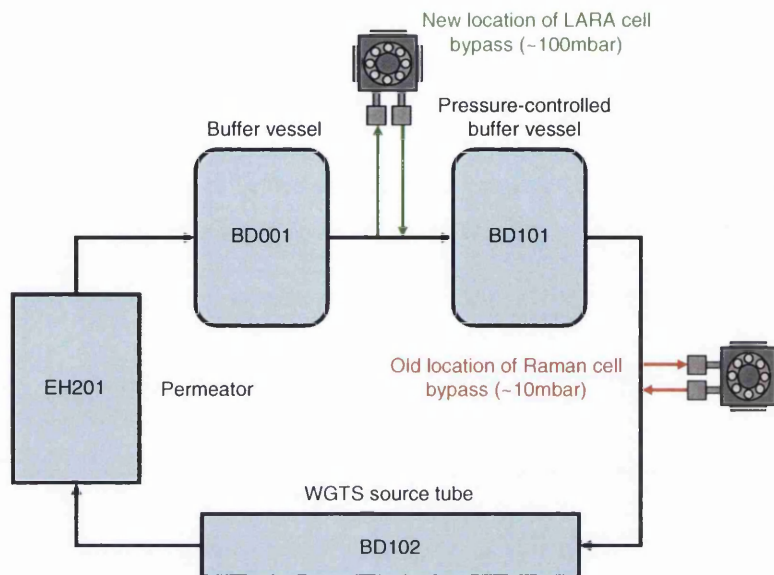 New location of LARA cell
bypass (~100mbar)
Pressure-controlled
buffer vessel
Buffer vessel
BD001
BD101
Old location of Raman cell
bypass (~10mbar)
EH201
Permeator
WGTS source tube
BD102